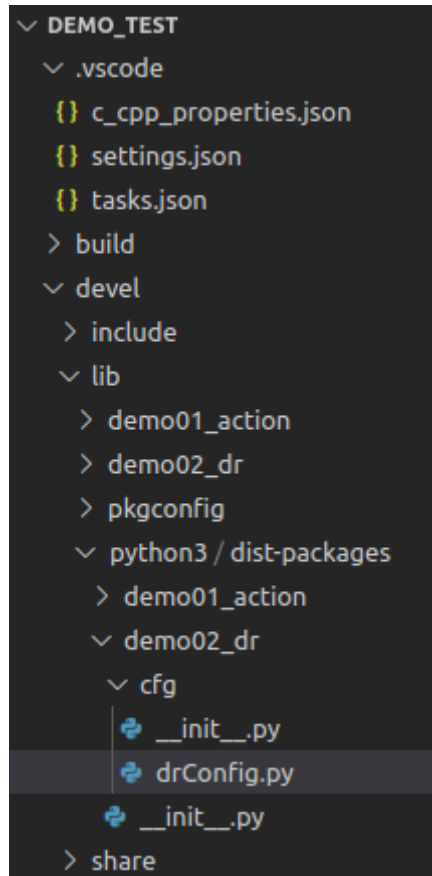 DEMO_TEST
.vscode
{} c_cpp_properties.json
{} settings.json
{} tasks.json
build
devel
include
lib
demo01_action
demo02_dr
pkgconfig
python3 / dist-packages
demo01_action
demo02_dr
cfg
__init__.py
drConfig.py
__init__.py
share